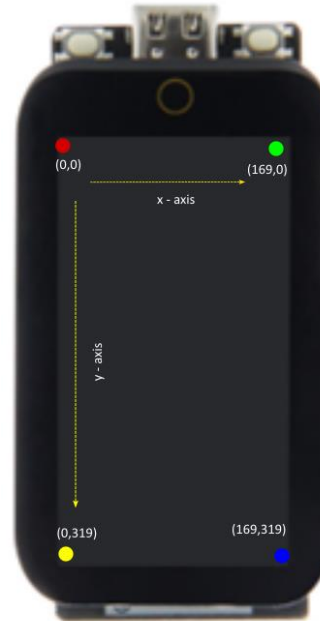 (0,0)
(169,0)
x - axis
y - axis
(0,319)
(169,319)